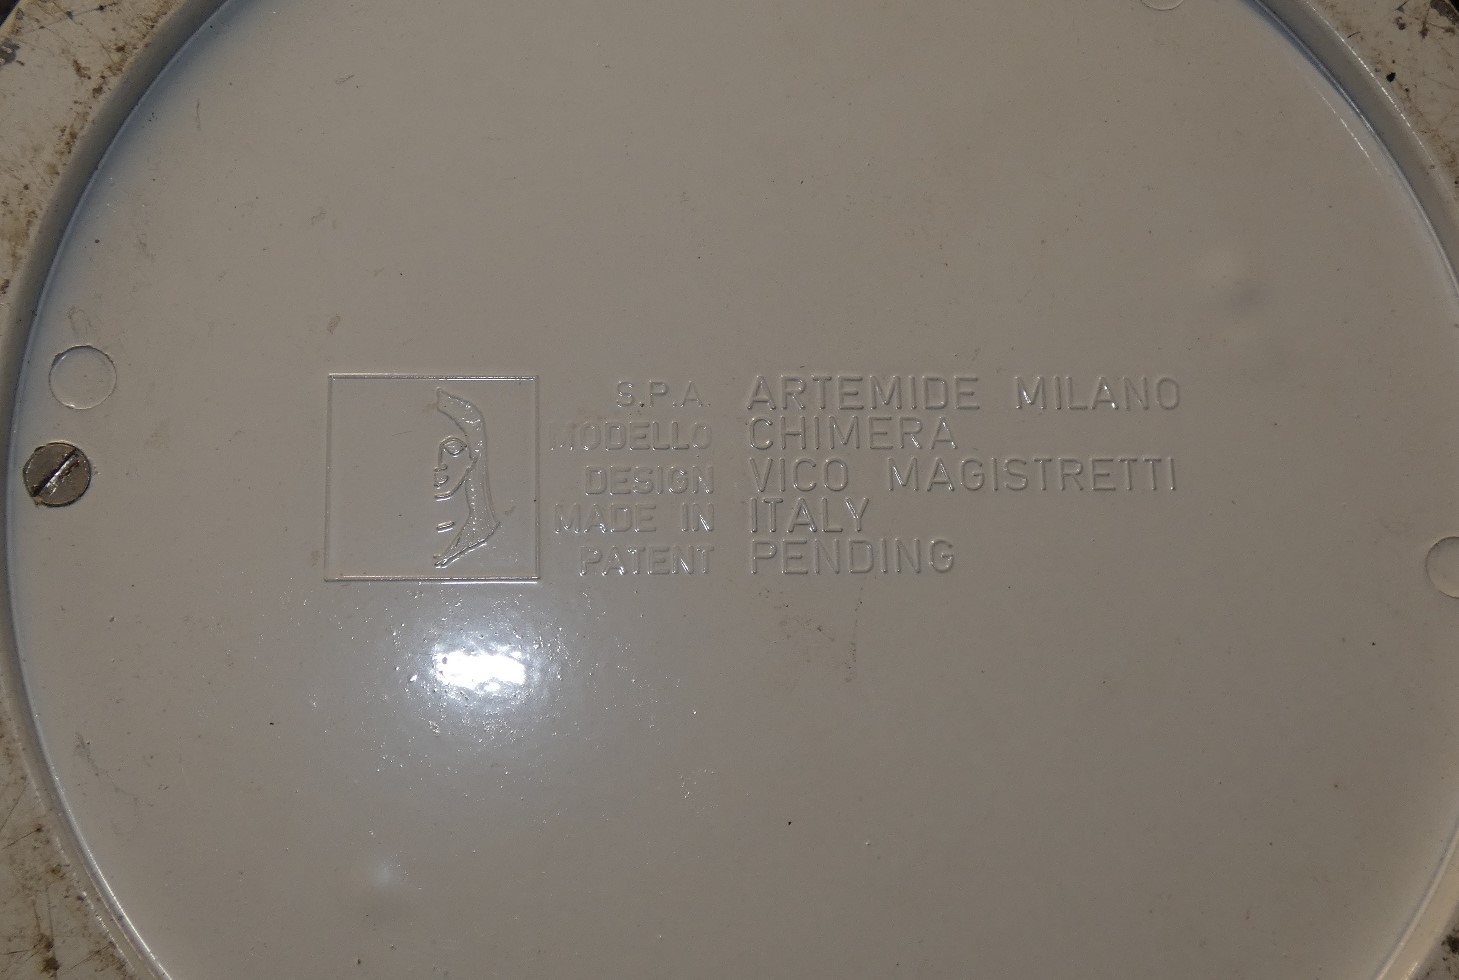 S.P.A. ARTEMIDE MILANO
MODELLO CHIMERA
DESIGN VICO MAGISTRETTI
MADE IN ITALY
PATENT PENDING